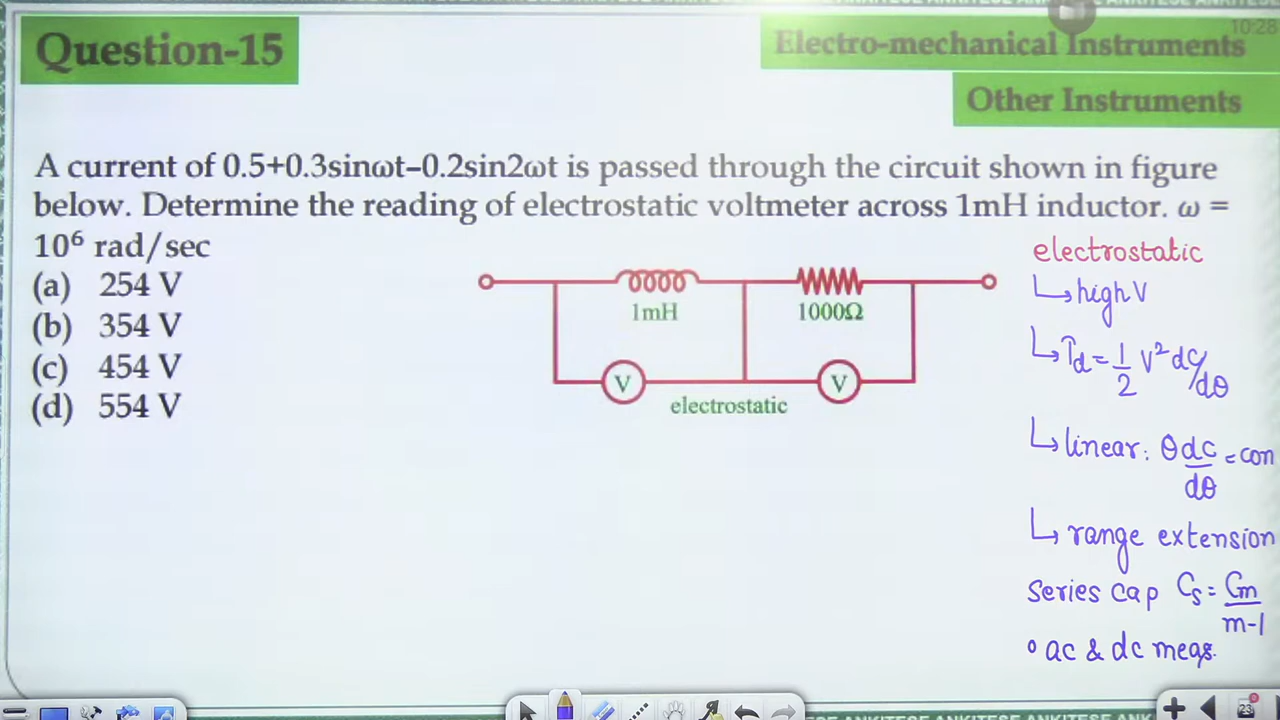 Question-15
Electro-mechanical Instruments
10:28
Other Instruments
A current of 0.5+0.3sinωt–0.2sin2ωt is passed through the circuit shown in figure
below. Determine the reading of electrostatic voltmeter across 1mH inductor. ω =
10⁶ rad/sec
(a) 254 V
(b) 354 V
(c) 454 V
(d) 554 V
1mH
1000Ω
V
V
electrostatic
electrostatic
↳ high V
↳ Td = 1/2 V² dC/dθ
↳ linear: θ dc/dθ = con
↳ range extension
Series cap Cs = Cm/m-1
° ac & dc meas.
23